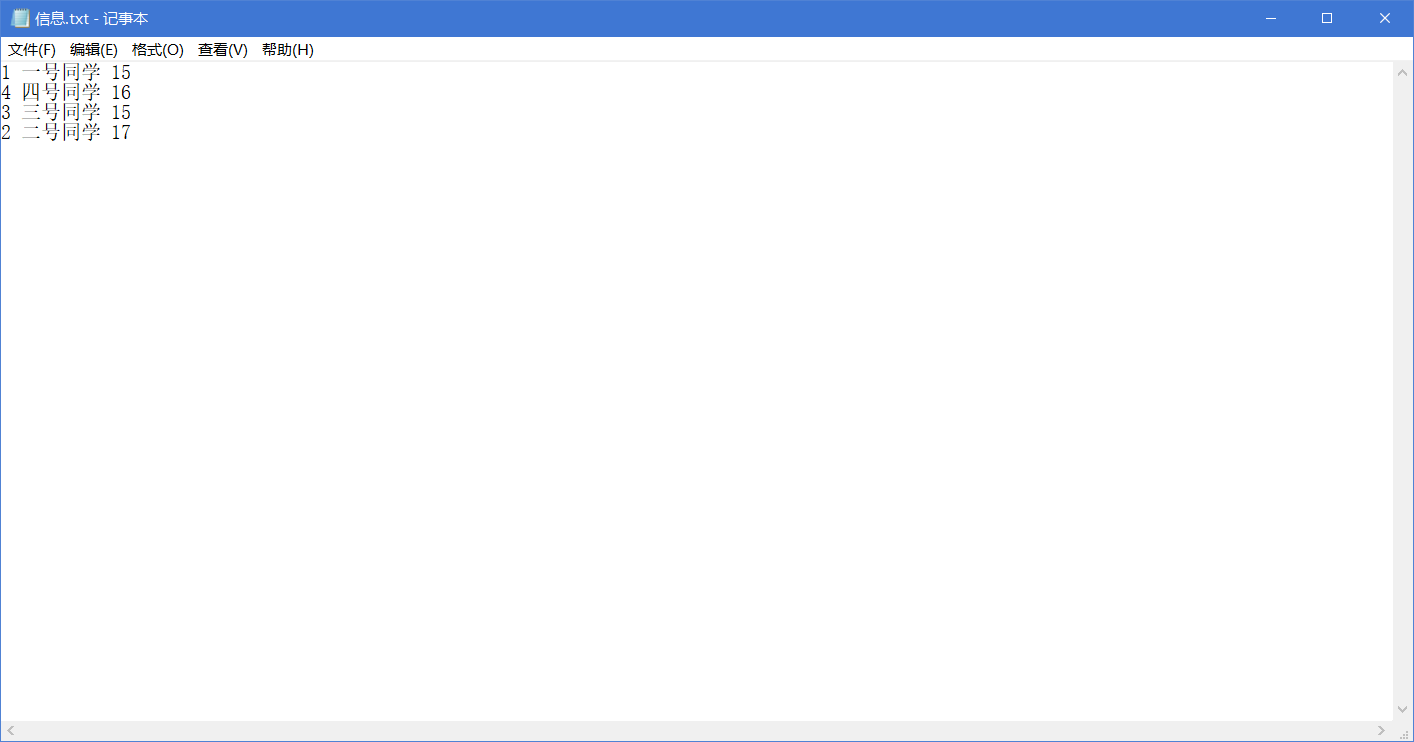 信息.txt - 记事本
文件(F) 编辑(E) 格式(O) 查看(V) 帮助(H)
1 一号同学 15
4 四号同学 16
3 三号同学 15
2 二号同学 17